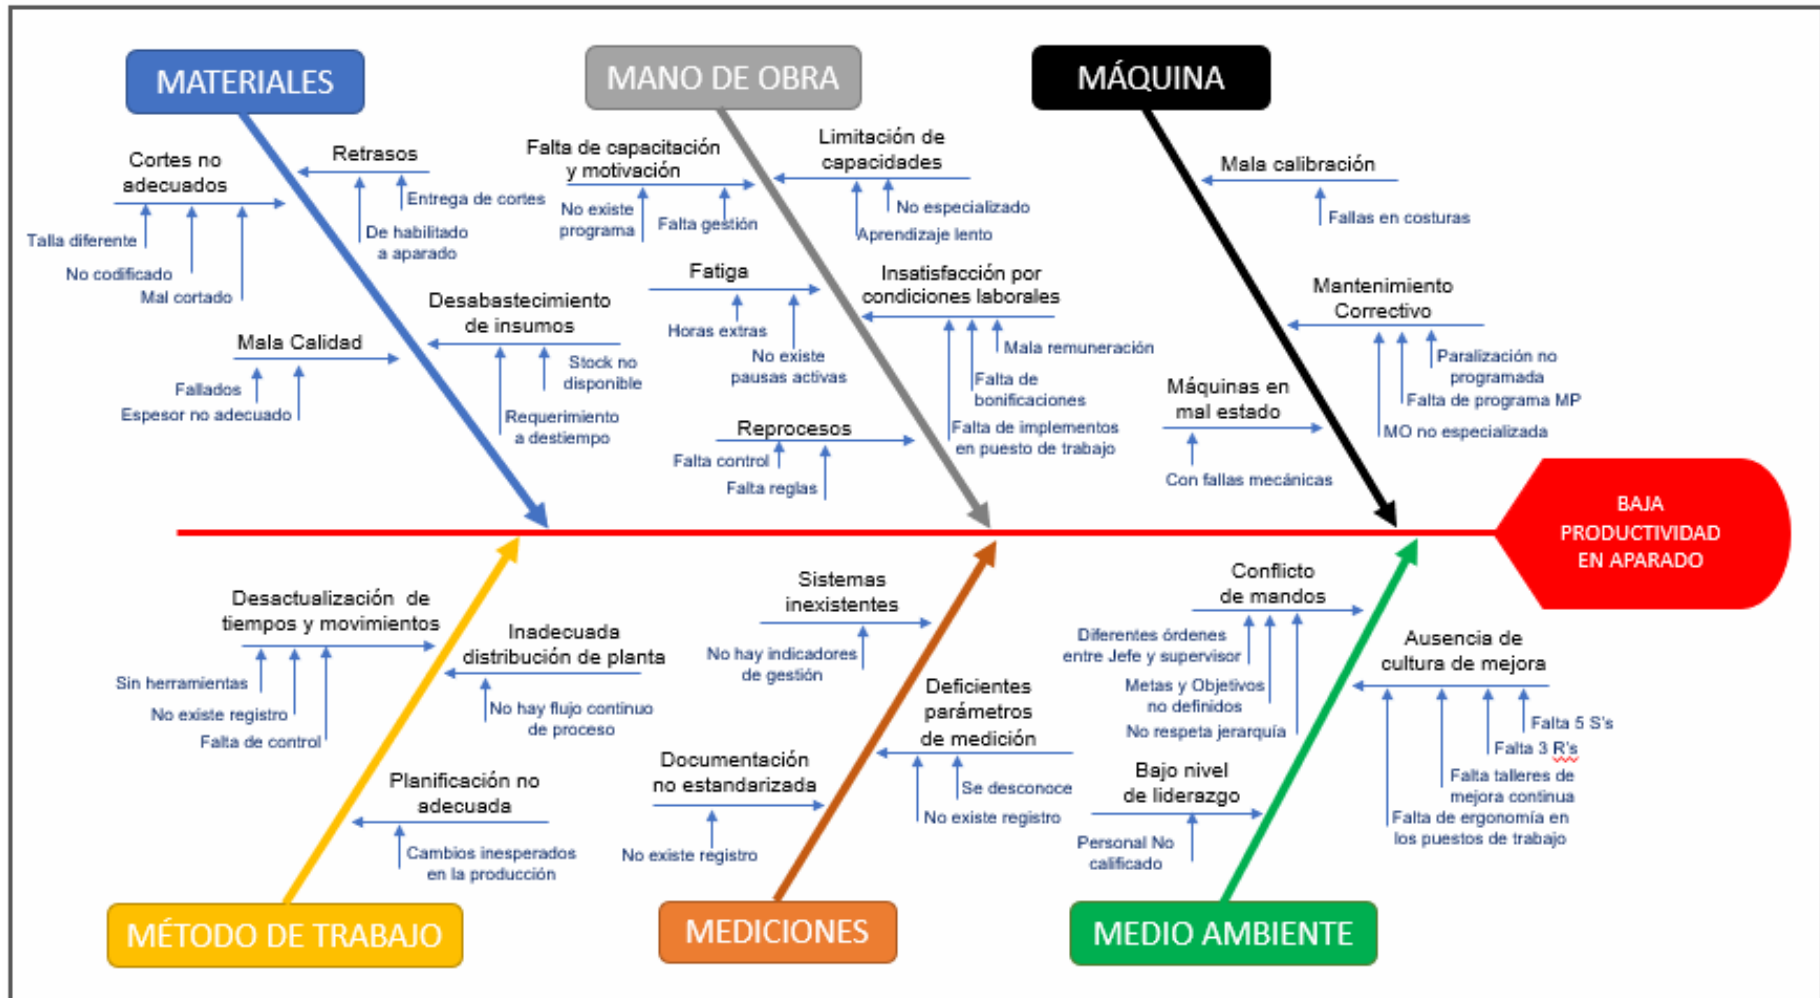 MATERIALES
MANO DE OBRA
MÁQUINA
Cortes no
adecuados
Talla diferente
No codificado
Mal cortado
Retrasos
Entrega de cortes
De habilitado
a aparado
Mala Calidad
Fallados
Espesor no adecuado
Desabastecimiento
de insumos
Stock no
disponible
Requerimiento
a destiempo
Falta de capacitación
y motivación
No existe
programa
Falta gestión
Limitación de
capacidades
No especializado
Aprendizaje lento
Fatiga
Horas extras
No existe
pausas activas
Insatisfacción por
condiciones laborales
Mala remuneración
Falta de
bonificaciones
Falta de implementos
en puesto de trabajo
Reprocesos
Falta control
Falta reglas
Mala calibración
Fallas en costuras
Mantenimiento
Correctivo
Paralización no
programada
Falta de programa MP
MO no especializada
Máquinas en
mal estado
Con fallas mecánicas
BAJA
PRODUCTIVIDAD
EN APARADO
Desactualización de
tiempos y movimientos
Sin herramientas
No existe registro
Falta de control
Inadecuada
distribución de planta
No hay flujo continuo
de proceso
Planificación no
adecuada
Cambios inesperados
en la producción
Sistemas
inexistentes
No hay indicadores
de gestión
Deficientes
parámetros
de medición
Se desconoce
No existe registro
Documentación
no estandarizada
No existe registro
Conflicto
de mandos
Diferentes órdenes
entre Jefe y supervisor
Metas y Objetivos
no definidos
No respeta jerarquía
Ausencia de
cultura de mejora
Falta 5 S's
Falta 3 R's
Falta talleres de
mejora continua
Falta de ergonomía en
los puestos de trabajo
Bajo nivel
de liderazgo
Personal No
calificado
MÉTODO DE TRABAJO
MEDICIONES
MEDIO AMBIENTE